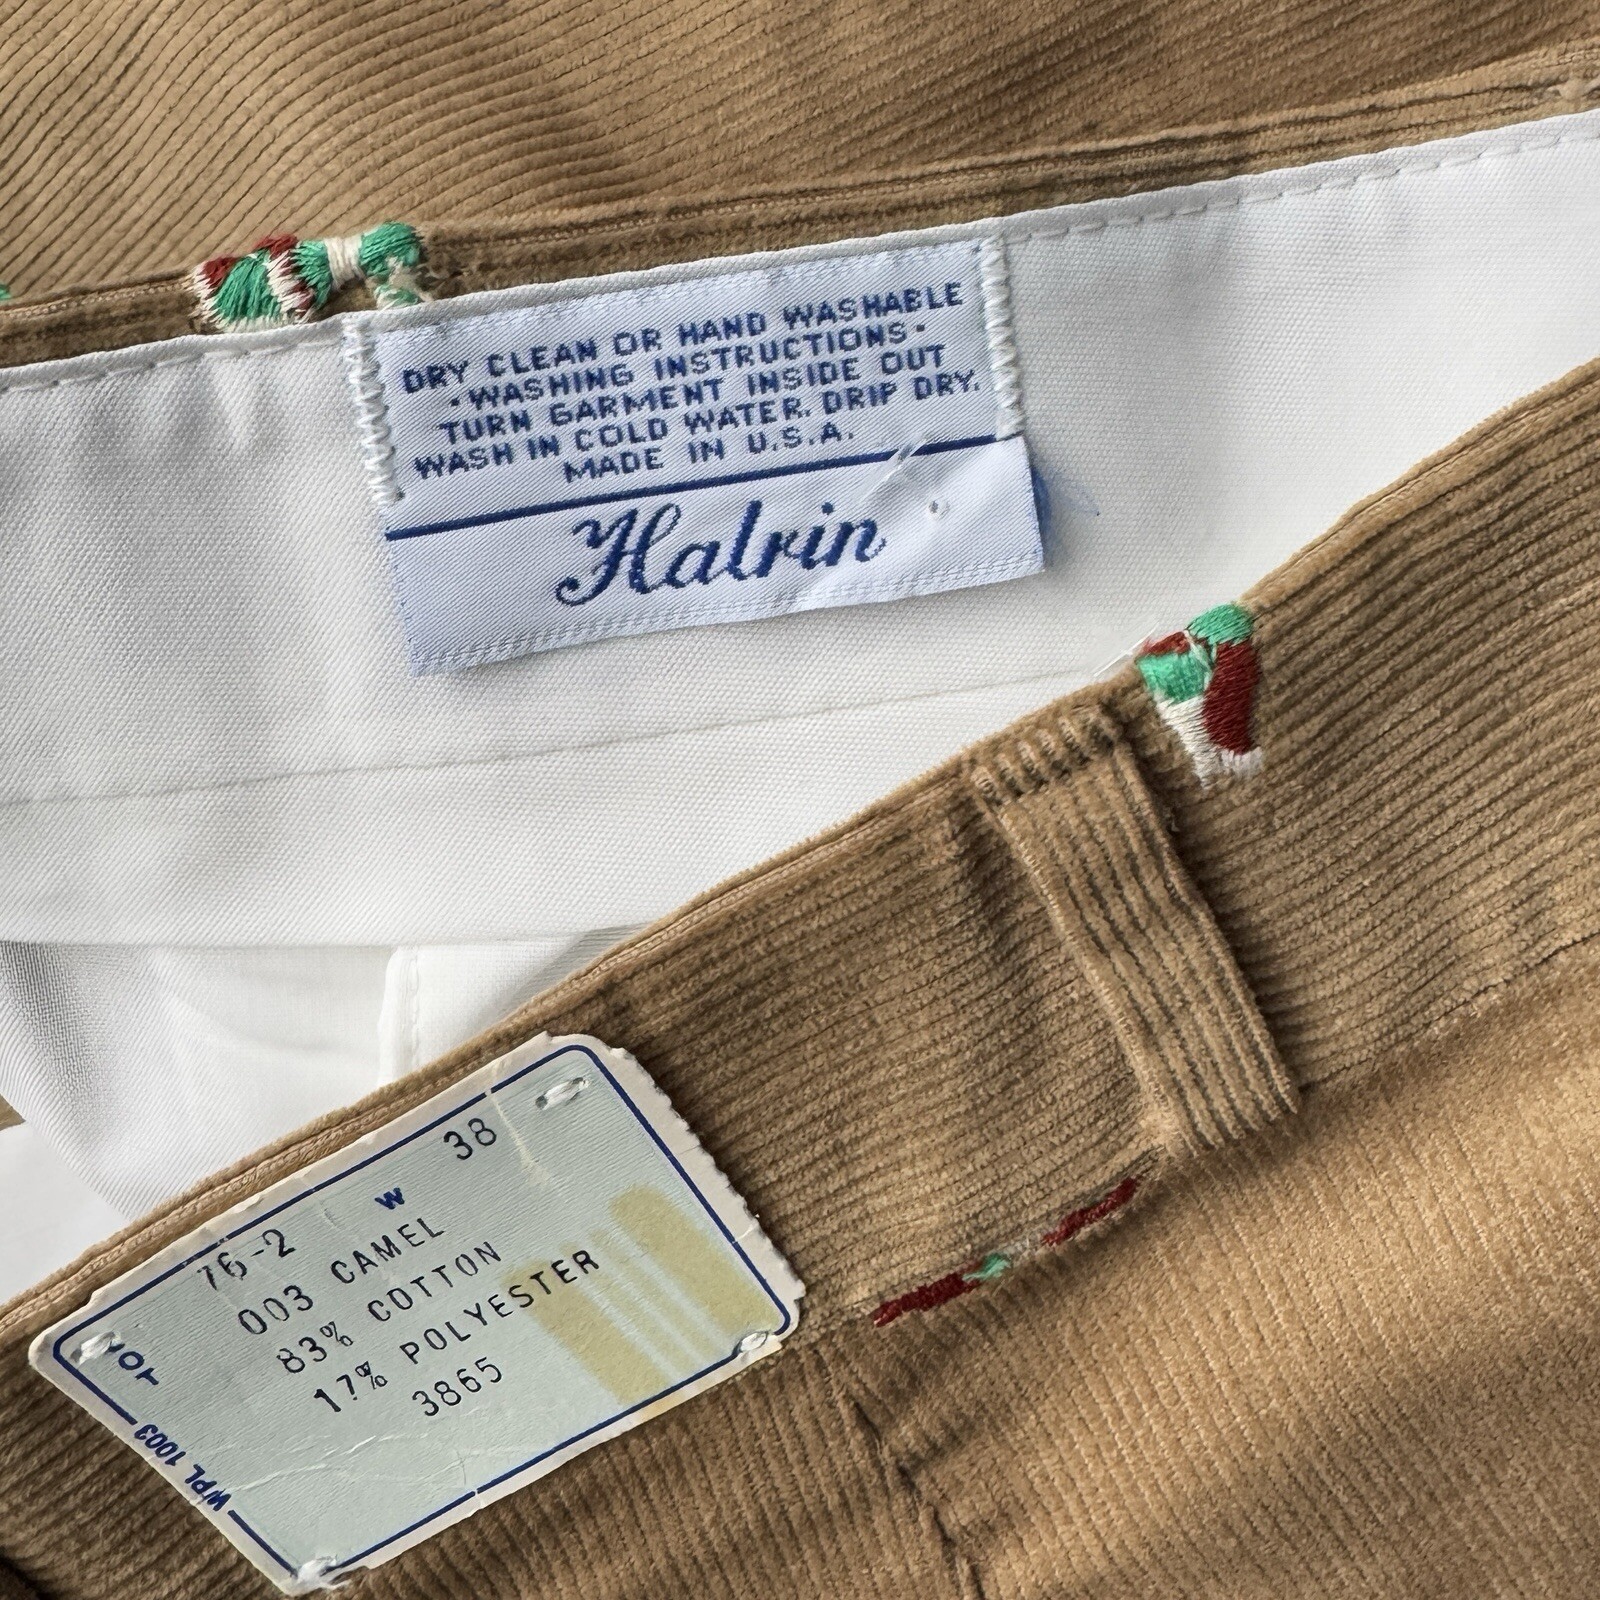 DRY CLEAN OR HAND WASHABLE
·WASHING INSTRUCTIONS·
TURN GARMENT INSIDE OUT
WASH IN COLD WATER. DRIP DRY.
MADE IN U.S.A.
Halrin
38
W
76-2
003 CAMEL
83% COTTON
17% POLYESTER
3865
WPL 1003